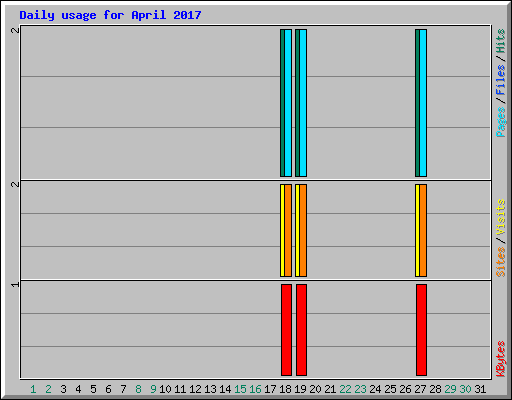 Daily usage for April 2017
2
2
1
Pages / Files / Hits
Sites / Visits
KBytes
1 2 3 4 5 6 7 8 9 10 11 12 13 14 15 16 17 18 19 20 21 22 23 24 25 26 27 28 29 30 31